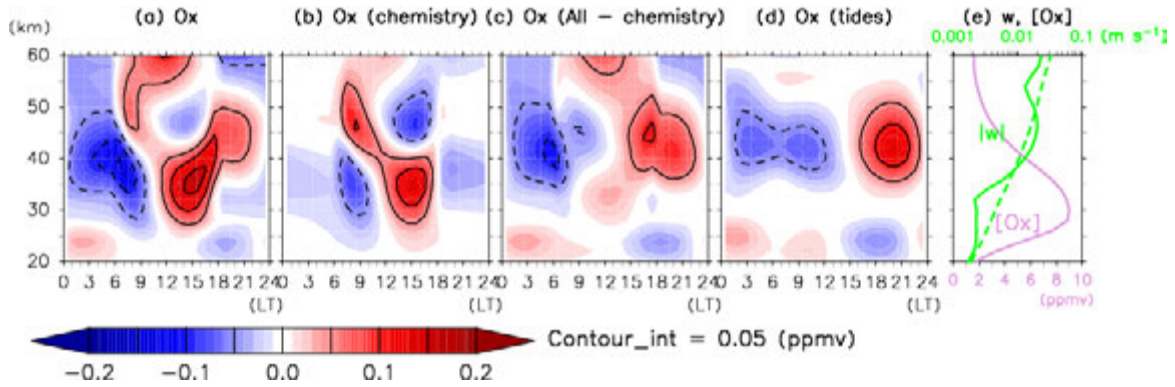 (a) Ox (b) Ox (chemistry) (c) Ox (All − chemistry) (d) Ox (tides) (e) w, [Ox]
(km) 0.001 0.01 0.1 (m s⁻¹)
60
50
|w|
40
30
[Ox]
20
0 3 6 9 12 15 18 21 24 3 6 9 12 15 18 21 24 3 6 9 12 15 18 21 24 3 6 9 12 15 18 21 24 0 2 4 6 8 10
(LT) (LT) (LT) (LT) (ppmv)
Contour_int = 0.05 (ppmv)
−0.2 −0.1 0.0 0.1 0.2